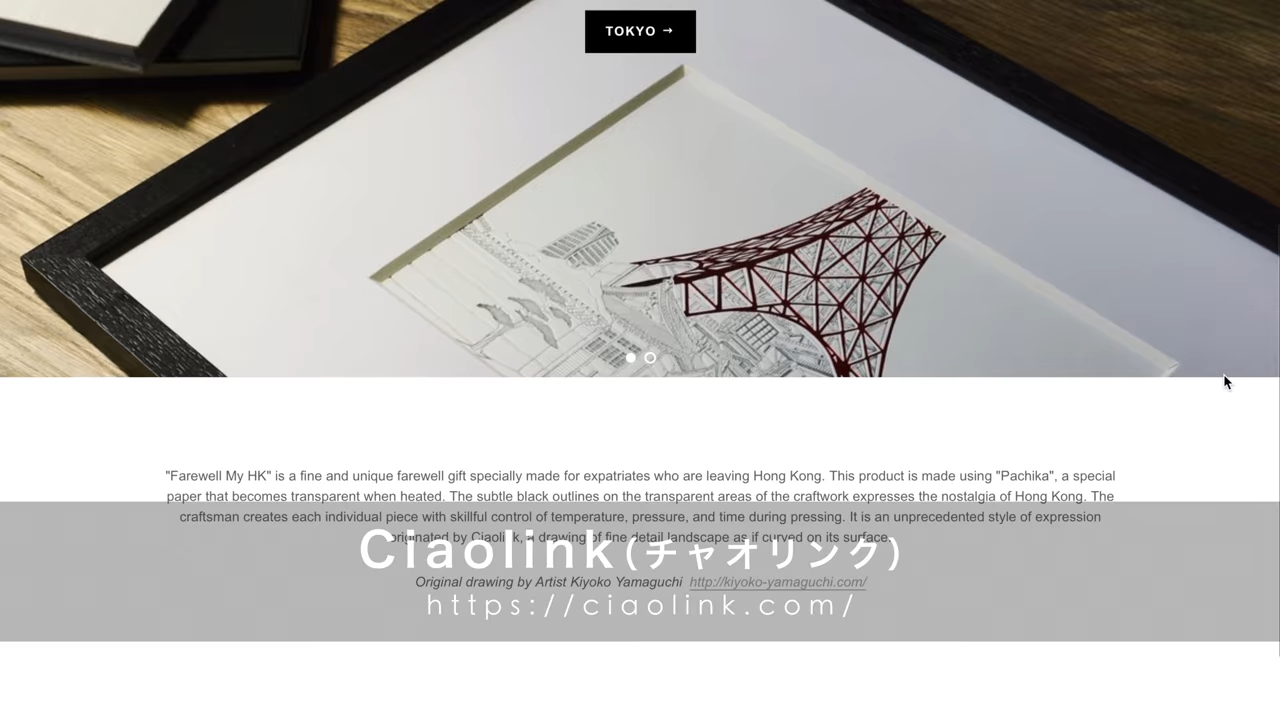 TOKYO →
"Farewell My HK" is a fine and unique farewell gift specially made for expatriates who are leaving Hong Kong. This product is made using "Pachika", a special
paper that becomes transparent when heated. The subtle black outlines on the transparent areas of the craftwork expresses the nostalgia of Hong Kong. The
craftsman creates each individual piece with skillful control of temperature, pressure, and time during pressing. It is an unprecedented style of expression
originated by Ciaolink, a drawing of fine detail landscape as if curved on its surface.
Ciaolink(チャオリンク)
Original drawing by Artist Kiyoko Yamaguchi http://kiyoko-yamaguchi.com/
https://ciaolink.com/